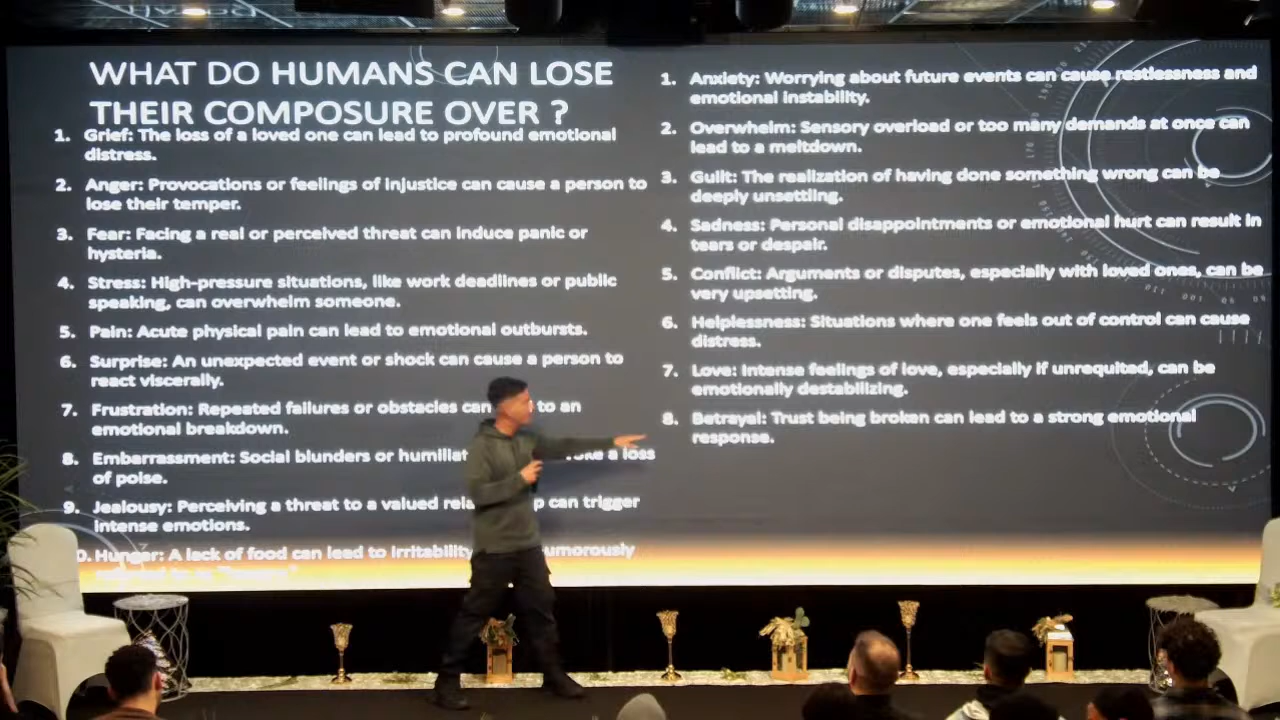 WHAT DO HUMANS CAN LOSE
THEIR COMPOSURE OVER ?
1. Grief: The loss of a loved one can lead to profound emotional
distress.
2. Anger: Provocations or feelings of injustice can cause a person to
lose their temper.
3. Fear: Facing a real or perceived threat can induce panic or
hysteria.
4. Stress: High-pressure situations, like work deadlines or public
speaking, can overwhelm someone.
5. Pain: Acute physical pain can lead to emotional outbursts.
6. Surprise: An unexpected event or shock can cause a person to
react viscerally.
7. Frustration: Repeated failures or obstacles can to an
emotional breakdown.
8. Embarrassment: Social blunders or a loss
of poise.
9. Jealousy: Perceiving a threat to a valued can trigger
intense emotions.
Hunger: A lack of food can lead to irritability
1. Anxiety: Worrying about future events can cause restlessness and
emotional instability.
2. Overwhelm: Sensory overload or too many demands at once can
lead to a meltdown.
3. Guilt: The realization of having done something wrong can be
deeply unsettling.
4. Sadness: Personal disappointments or emotional hurt can result in
tears or despair.
5. Conflict: Arguments or disputes, especially with loved ones, can be
very upsetting.
6. Helplessness: Situations where one feels out of control can cause
distress.
7. Love: Intense feelings of love, especially if unrequited, can be
emotionally destabilizing.
8. Betrayal: Trust being broken can lead to a strong emotional
response.